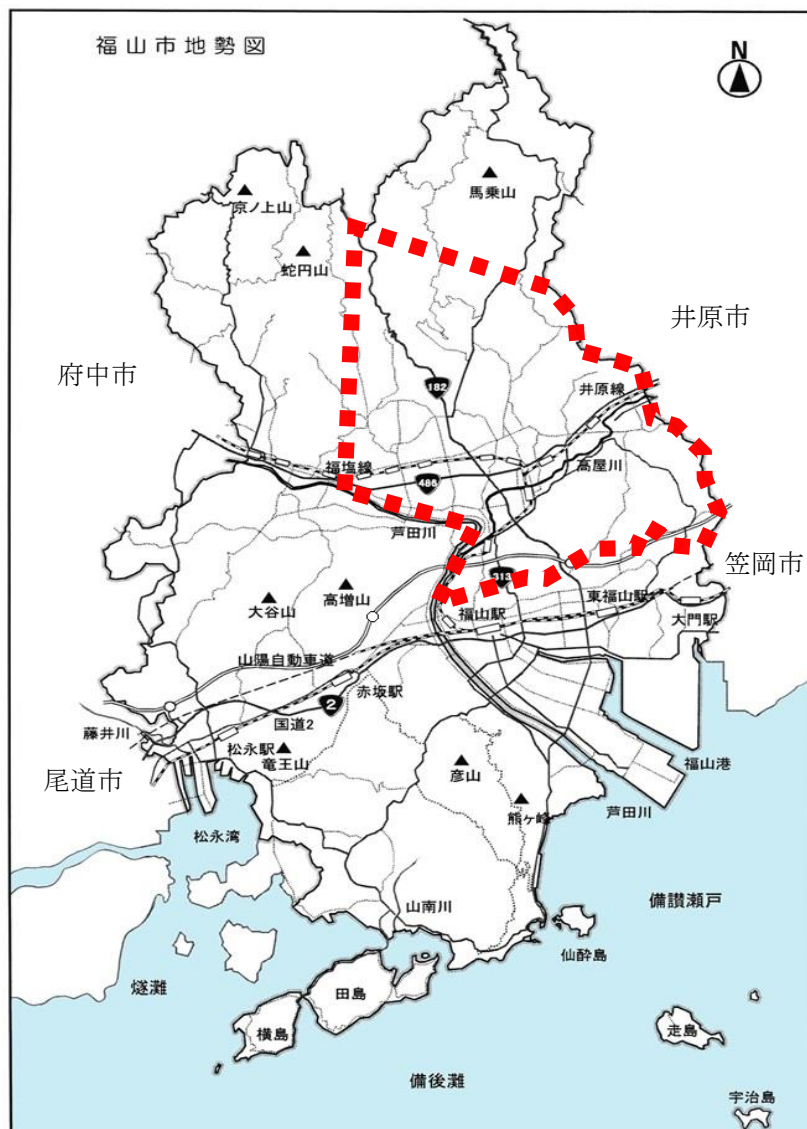 福山市地勢図
N
馬乗山
京ノ上山
蛇円山
井原市
府中市
182
井原線
福塩線
486
高屋川
芦田川
笠岡市
313
高増山
大谷山
福山駅
東福山駅
大門駅
山陽自動車道
赤坂駅
2
藤井川
国道2
松永駅
竜王山
尾道市
彦山
福山港
熊ヶ峰
芦田川
松永湾
山南川
備讃瀬戸
仙酔島
燧灘
田島
横島
走島
備後灘
宇治島